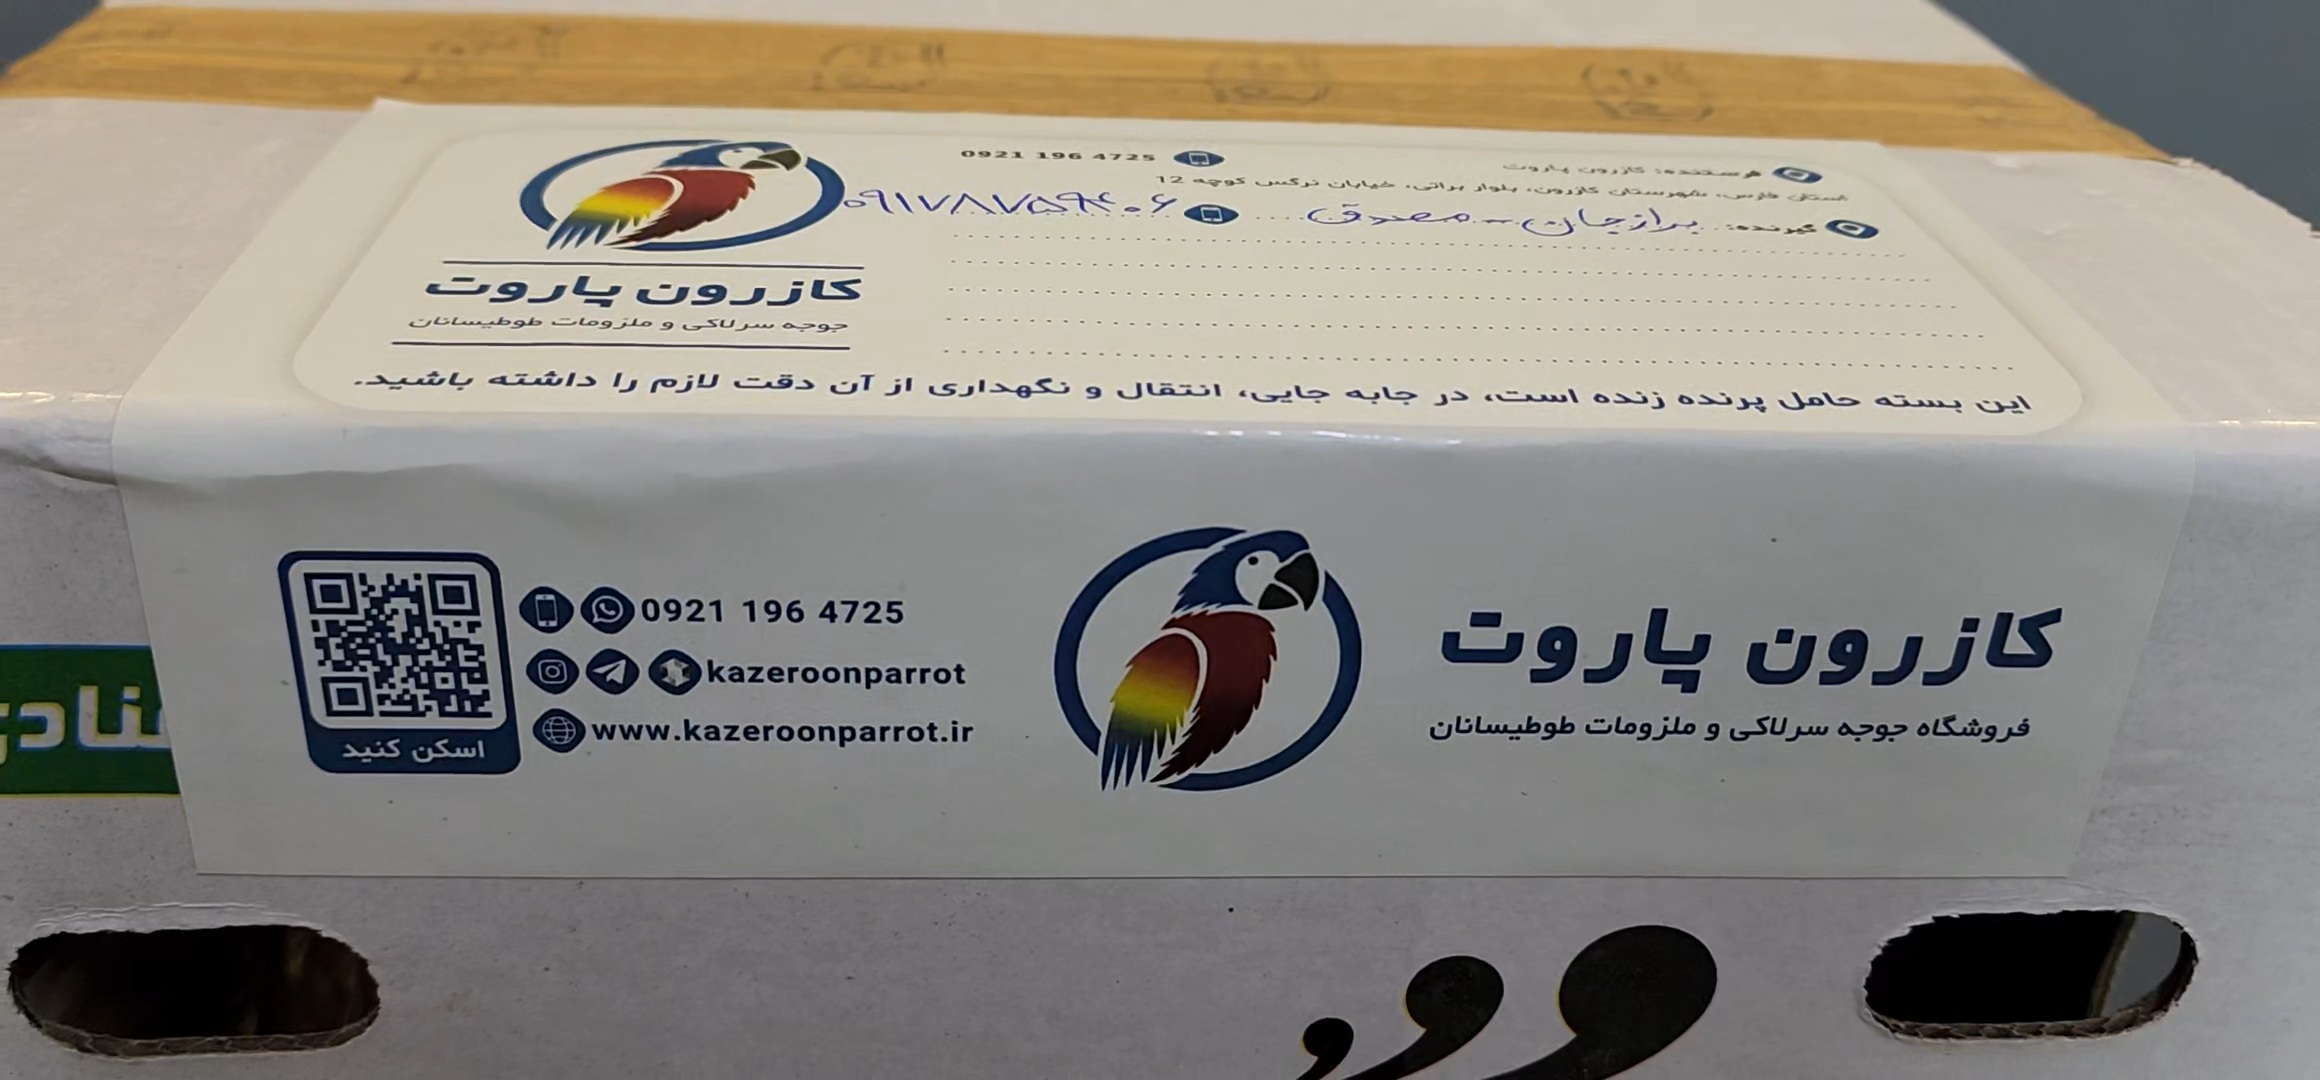 فرستنده: کازرون پاروت
0921 196 4725
استان فارس، شهرستان کازرون، بلوار براتی، خیابان نرگس کوچه 12
گیرنده: برازجان - مصدق
۰۹۱۷۸۷۵۹۴۰۶
کازرون پاروت
جوجه سرلاکی و ملزومات طوطیسانان
این بسته حامل پرنده زنده است، در جابه جایی، انتقال و نگهداری از آن دقت لازم را داشته باشید.
کازرون پاروت
فروشگاه جوجه سرلاکی و ملزومات طوطیسانان
0921 196 4725
kazeroonparrot
www.kazeroonparrot.ir
اسکن کنید